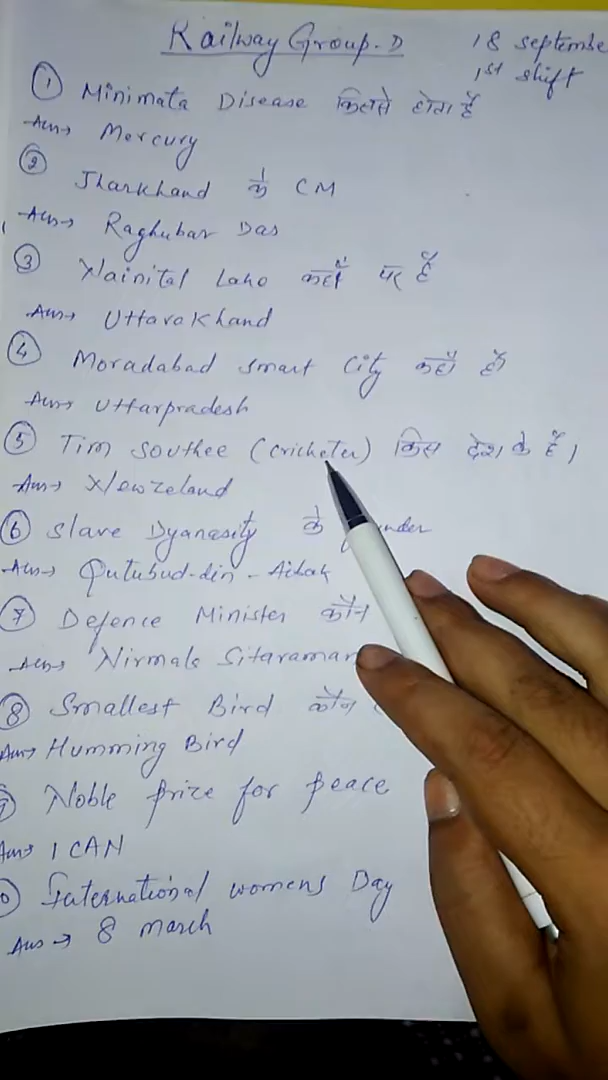 Railway Group-D
18 septembe
1st shift
① Minimata Disease किससे होता हैं
Ans→ Mercury
② Jharkhand के CM
Ans→ Raghubar Das
③ Nainital Lake कहाँ पर हैं
Ans→ Uttarakhand
④ Moradabad smart City कहाँ है
Ans→ Uttarpradesh
⑤ Tim Southee (cricketer) किस देश के हैं।
Ans→ Newzeland
⑥ Slave Dyanasity के under
Ans→ Qutubud-din-Aibak
⑦ Defence Minister कौन
Ans→ Nirmala Sitaraman
⑧ Smallest Bird कौन
Ans→ Humming Bird
Noble prize for peace
Ans→ ICAN
International womens Day
Ans→ 8 march